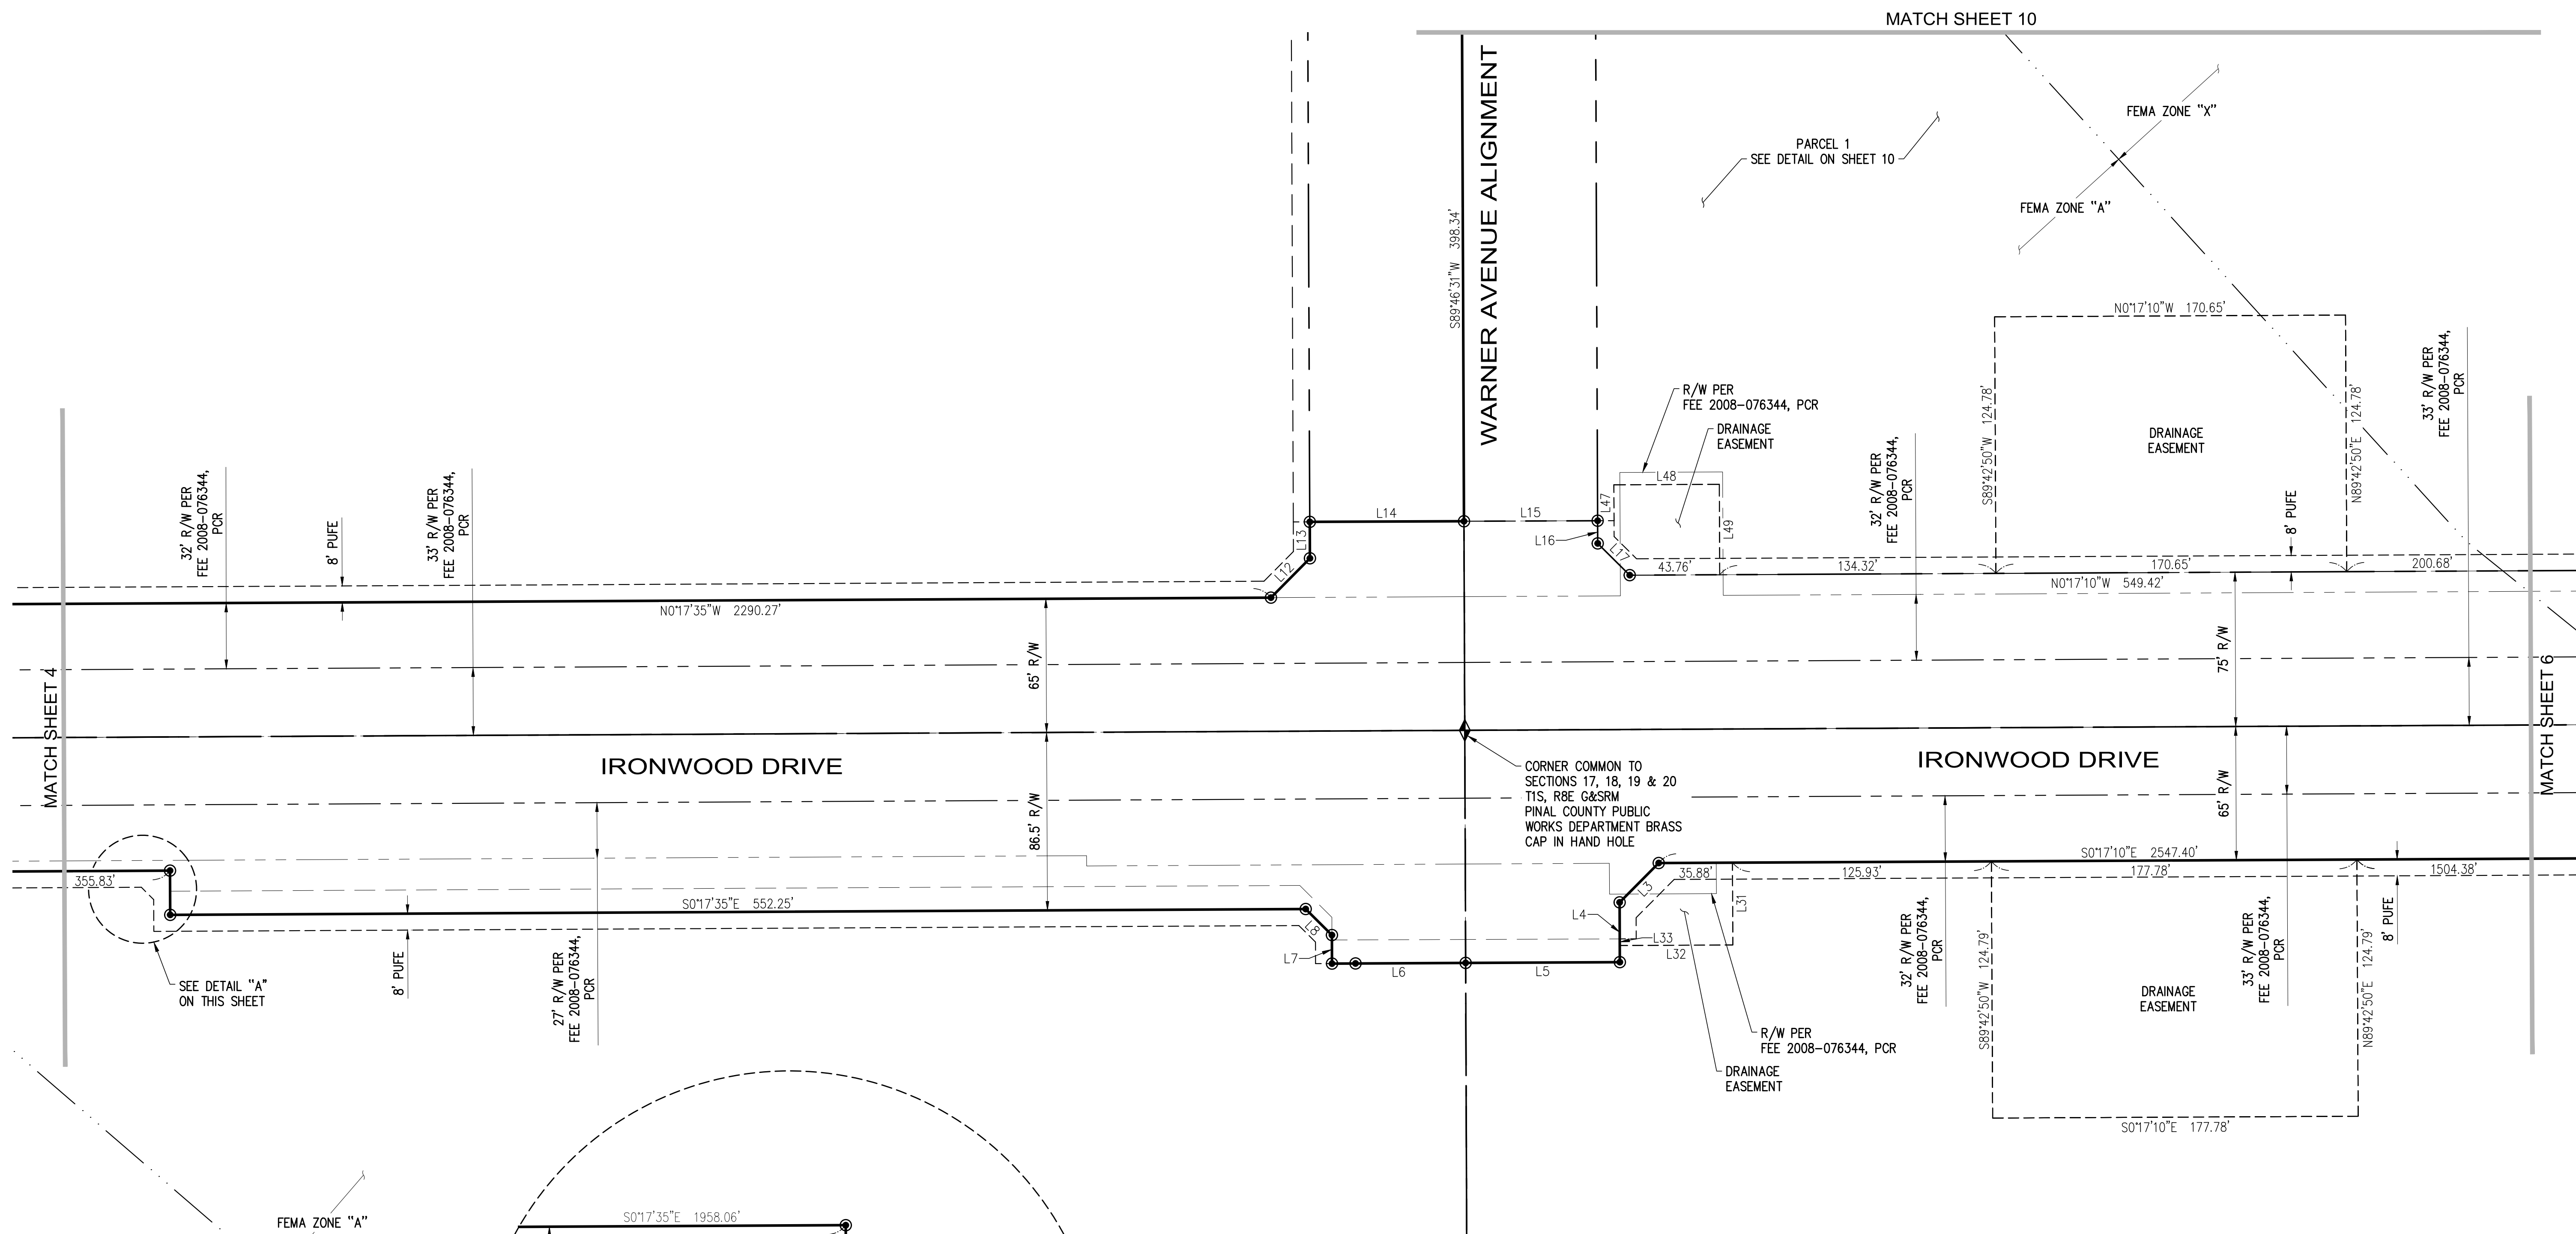 MATCH SHEET 10
WARNER AVENUE ALIGNMENT
S89°46'31"W 398.34'
FEMA ZONE "X"
FEMA ZONE "A"
PARCEL 1
SEE DETAIL ON SHEET 10
N0°17'10"W 170.65'
S89°42'50"W 124.78'
N89°42'50"E 124.78'
DRAINAGE
EASEMENT
33' R/W PER
FEE 2008-076344,
PCR
R/W PER
FEE 2008-076344, PCR
DRAINAGE
EASEMENT
32' R/W PER
FEE 2008-076344,
PCR
8' PUFE
32' R/W PER
FEE 2008-076344,
PCR
8' PUFE
33' R/W PER
FEE 2008-076344,
PCR
L14
L15
L13
L12
L16
L17
L47
L48
L49
43.76'
134.32'
170.65'
200.68'
N0°17'10"W 549.42'
N0°17'35"W 2290.27'
65' R/W
75' R/W
MATCH SHEET 4
MATCH SHEET 6
IRONWOOD DRIVE
IRONWOOD DRIVE
86.5' R/W
65' R/W
CORNER COMMON TO
SECTIONS 17, 18, 19 & 20
T1S, R8E G&SRM
PINAL COUNTY PUBLIC
WORKS DEPARTMENT BRASS
CAP IN HAND HOLE
S0°17'10"E 2547.40'
35.88'
125.93'
177.78'
1504.38'
355.83'
S0°17'35"E 552.25'
L3
L4
L33
L32
L31
L5
L6
L7
L8
SEE DETAIL "A"
ON THIS SHEET
8' PUFE
27' R/W PER
FEE 2008-076344,
PCR
R/W PER
FEE 2008-076344, PCR
DRAINAGE
EASEMENT
32' R/W PER
FEE 2008-076344,
PCR
S89°42'50"W 124.79'
DRAINAGE
EASEMENT
33' R/W PER
FEE 2008-076344,
PCR
N89°42'50"E 124.79'
8' PUFE
S0°17'10"E 177.78'
FEMA ZONE "A"
S0°17'35"E 1958.06'